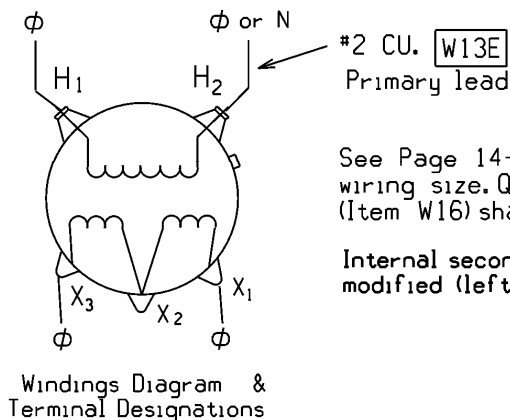 Φ
Φ or N
#2 CU. W13E
Primary lead
H1
H2
See Page 14-
wiring size. Q
(Item W16) sha
Internal secon
modified (left
X3
X2
X1
Φ
Φ
Windings Diagram &
Terminal Designations